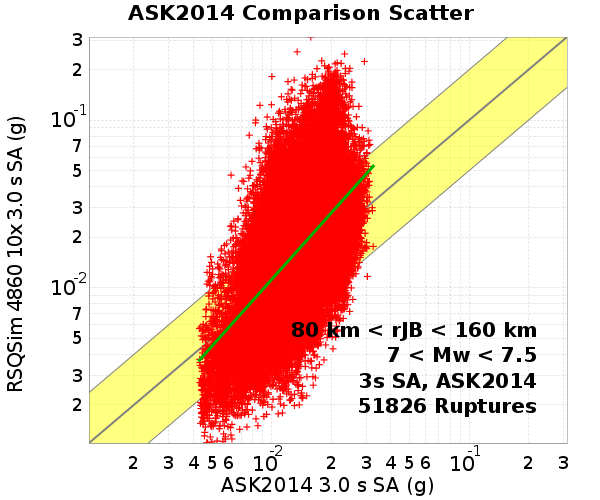 ASK2014 Comparison Scatter
RSQSim 4860 10x 3.0 s SA (g)
3
2
10-1
7
5
3
2
10-2
7
5
3
2
80 km < rJB < 160 km
7 < Mw < 7.5
3s SA, ASK2014
51826 Ruptures
2 3 4 5 6 10-2 2 3 4 5 6 10-1 2 3
ASK2014 3.0 s SA (g)